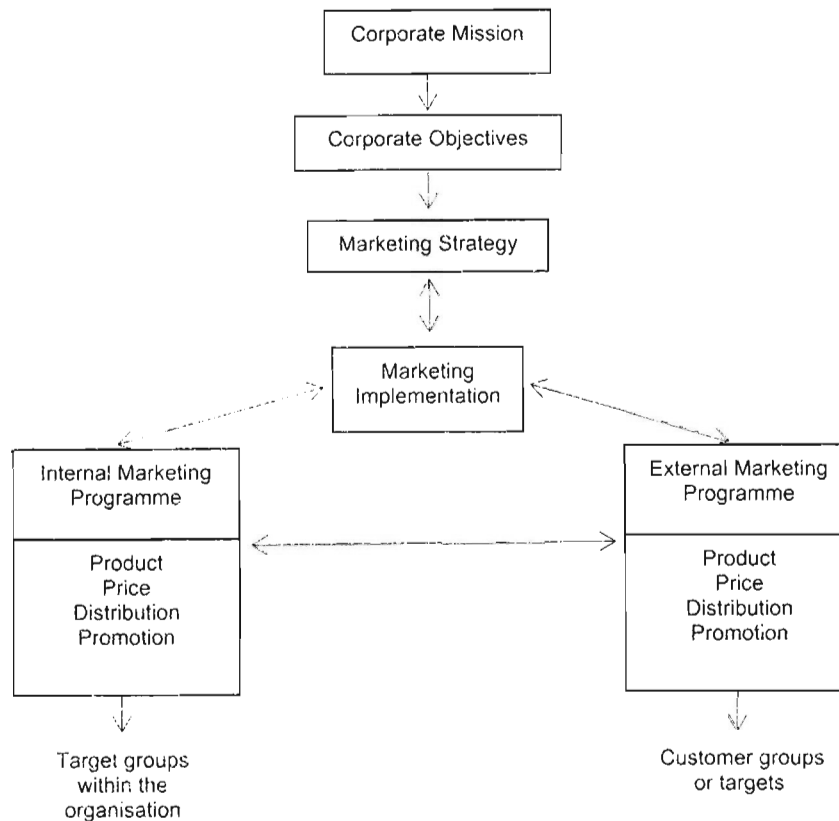 Corporate Mission
Corporate Objectives
Marketing Strategy
Marketing
Implementation
Internal Marketing
Programme
Product
Price
Distribution
Promotion
Target groups
within the
organisation
External Marketing
Programme
Product
Price
Distribution
Promotion
Customer groups
or targets